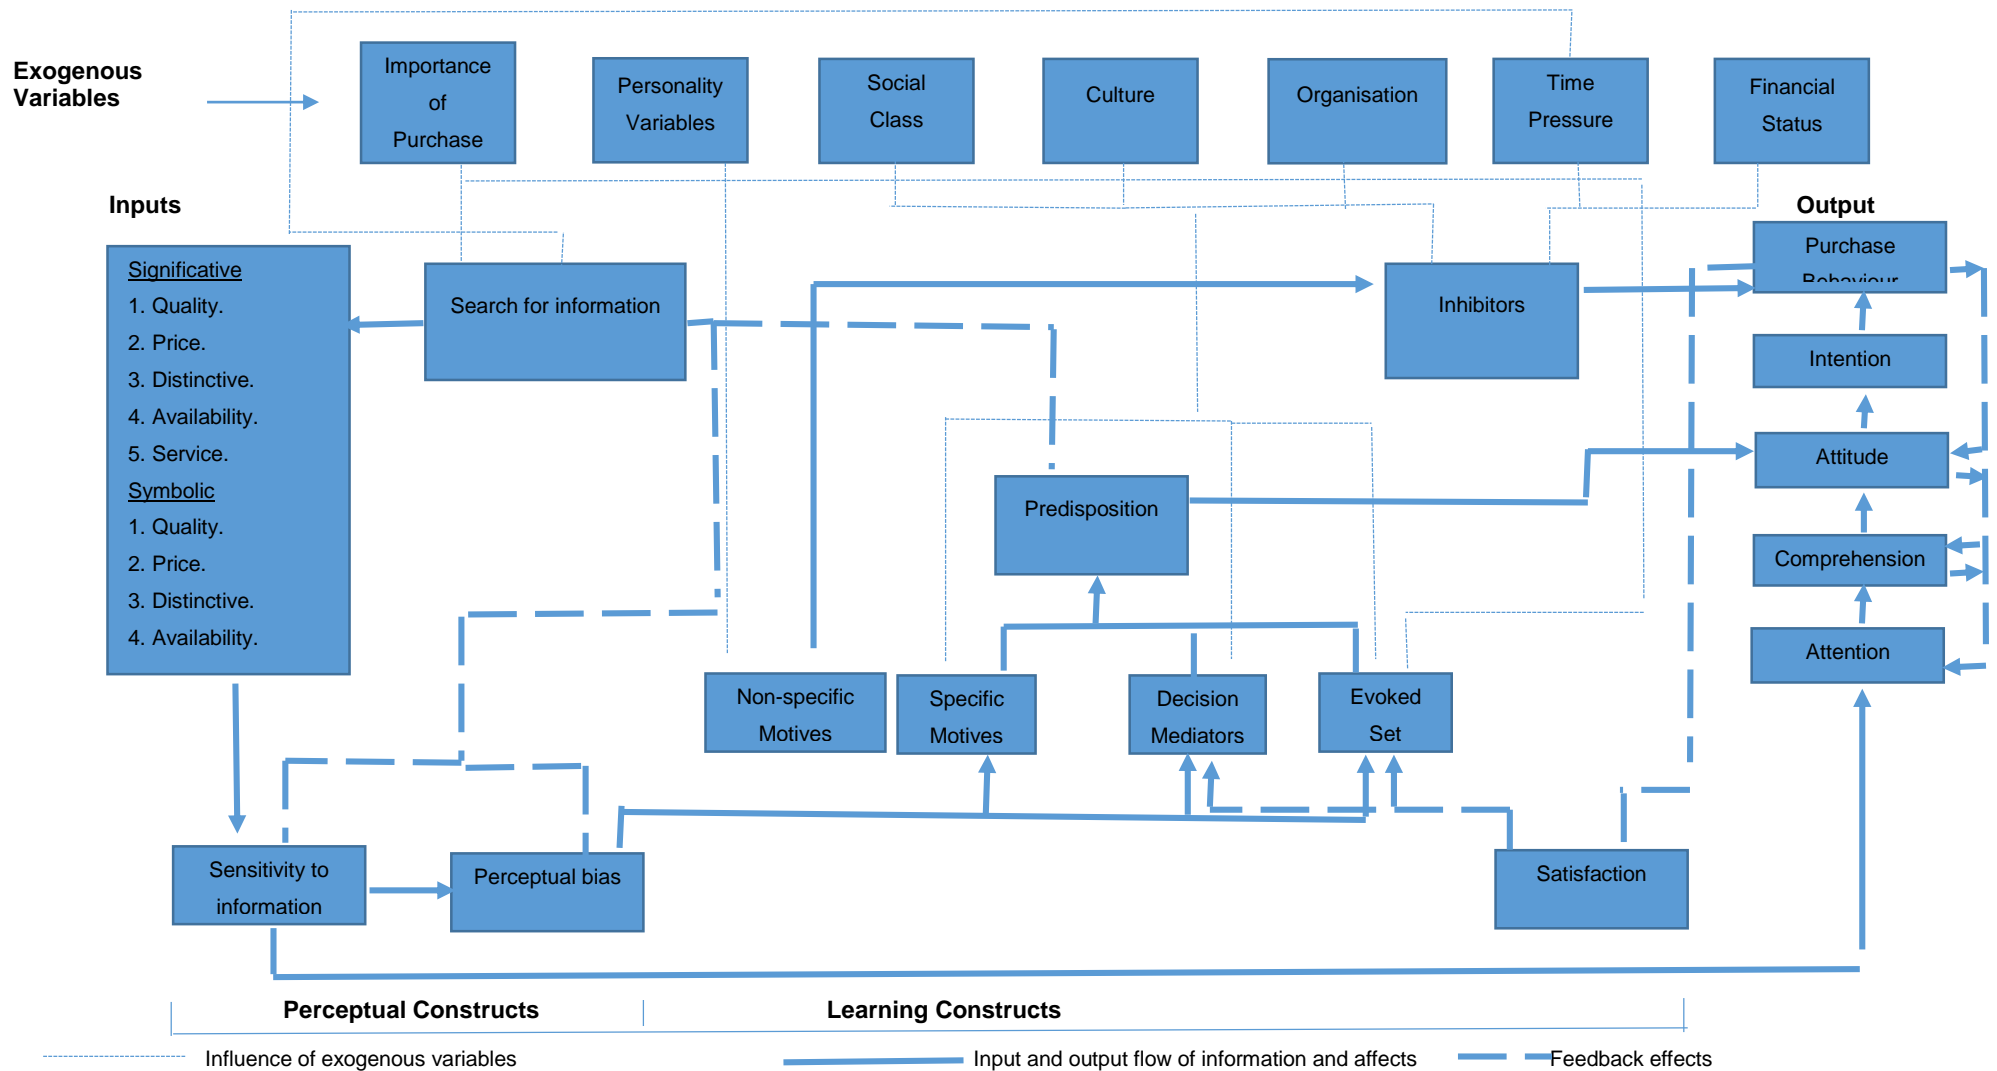 Exogenous
Variables
Importance
of
Purchase
Personality
Variables
Social
Class
Culture
Organisation
Time
Pressure
Financial
Status
Inputs
Output
Significative
1. Quality.
2. Price.
3. Distinctive.
4. Availability.
5. Service.
Symbolic
1. Quality.
2. Price.
3. Distinctive.
4. Availability.
Search for information
Inhibitors
Purchase
Behaviour
Intention
Attitude
Predisposition
Comprehension
Attention
Non-specific
Motives
Specific
Motives
Decision
Mediators
Evoked
Set
Sensitivity to
information
Perceptual bias
Satisfaction
Perceptual Constructs
Learning Constructs
Influence of exogenous variables
Input and output flow of information and affects
Feedback effects